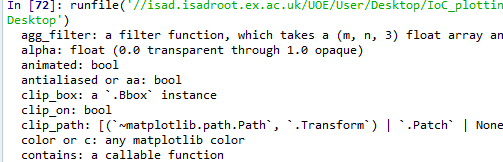 In [72]: runfile('//isad.isadroot.ex.ac.uk/UOE/User/Desktop/IoC_plottin
Desktop')
agg_filter: a filter function, which takes a (m, n, 3) float array an
alpha: float (0.0 transparent through 1.0 opaque)
animated: bool
antialiased or aa: bool
clip_box: a `.Bbox` instance
clip_on: bool
clip_path: [(`~matplotlib.path.Path`, `.Transform`) | `.Patch` | None
color or c: any matplotlib color
contains: a callable function